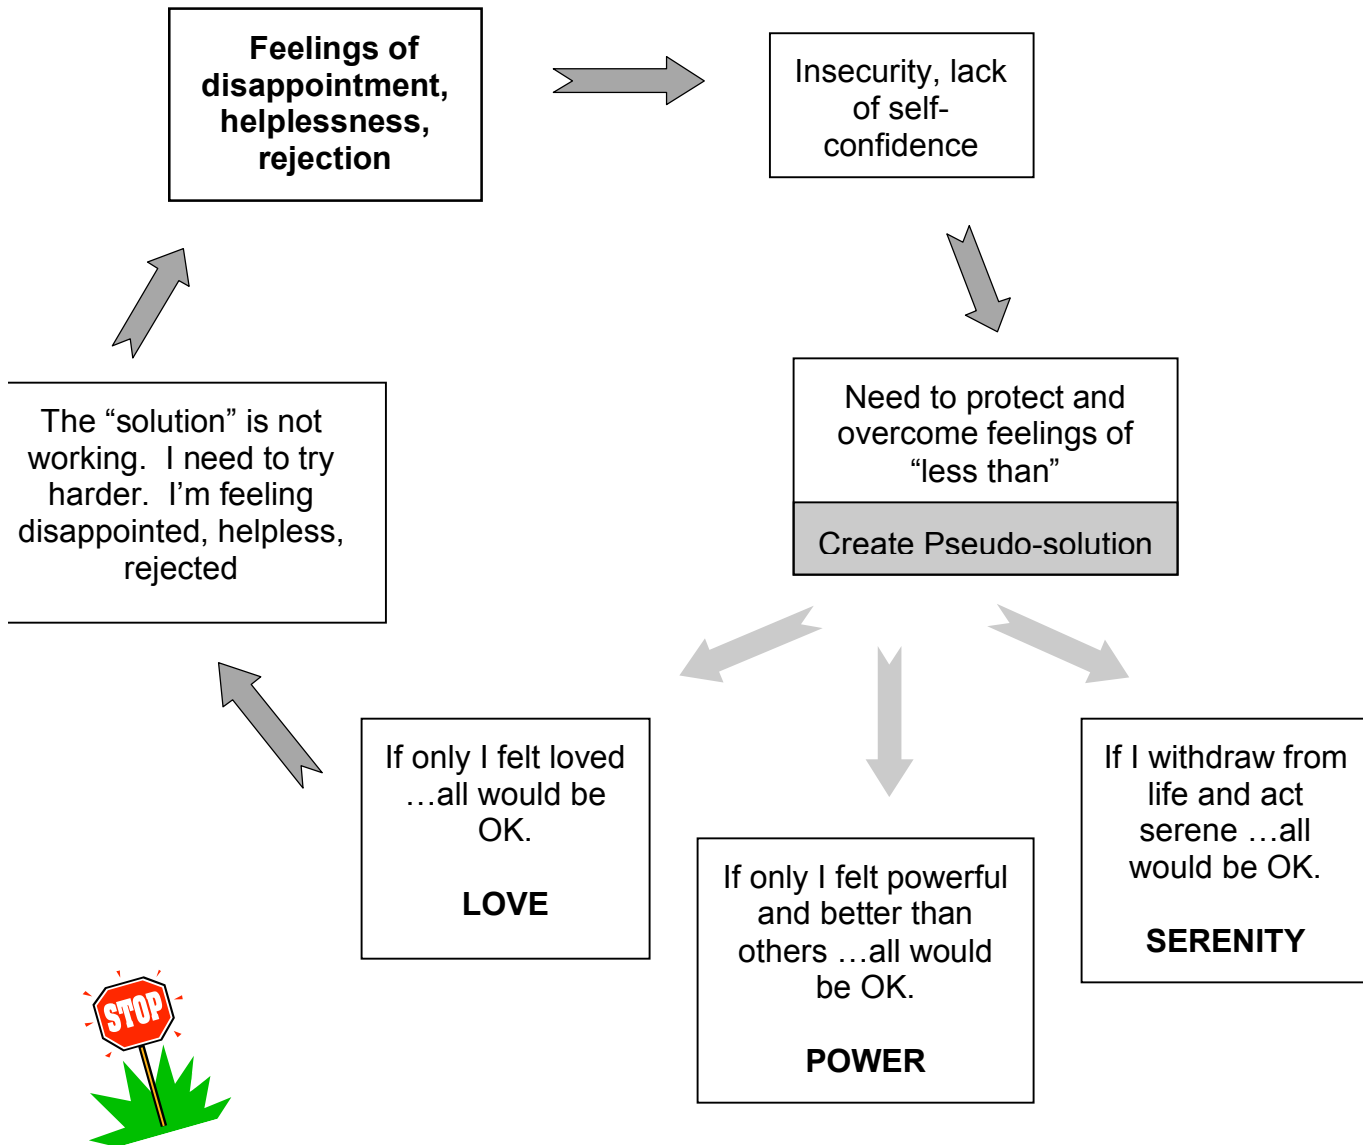 Feelings of
disappointment,
helplessness,
rejection
Insecurity, lack
of self-
confidence
Need to protect and
overcome feelings of
“less than”
Create Pseudo-solution
The “solution” is not
working.  I need to try
harder.  I’m feeling
disappointed, helpless,
rejected
If only I felt loved
…all would be
OK.
LOVE
If only I felt powerful
and better than
others …all would
be OK.
POWER
If I withdraw from
life and act
serene …all
would be OK.
SERENITY
STOP